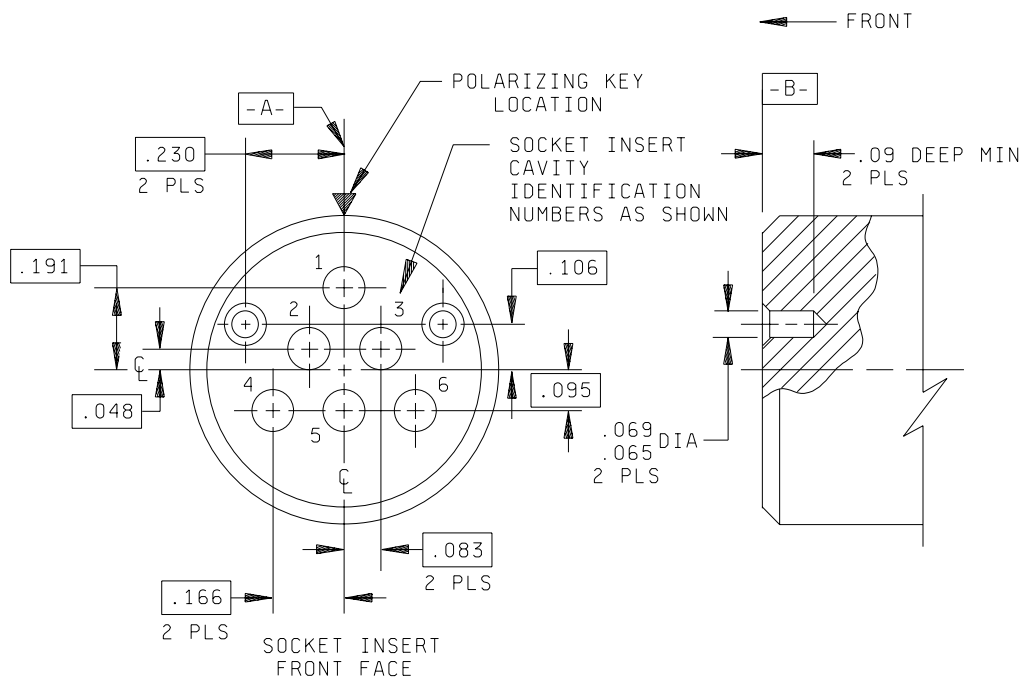 FRONT
POLARIZING KEY
LOCATION
-A-
-B-
.230
2 PLS
SOCKET INSERT
CAVITY
IDENTIFICATION
NUMBERS AS SHOWN
.09 DEEP MIN
2 PLS
.191
.106
1
2
3
℄
4
6
.048
.095
5
.069
.065
DIA
2 PLS
℄
.083
2 PLS
.166
2 PLS
SOCKET INSERT
FRONT FACE